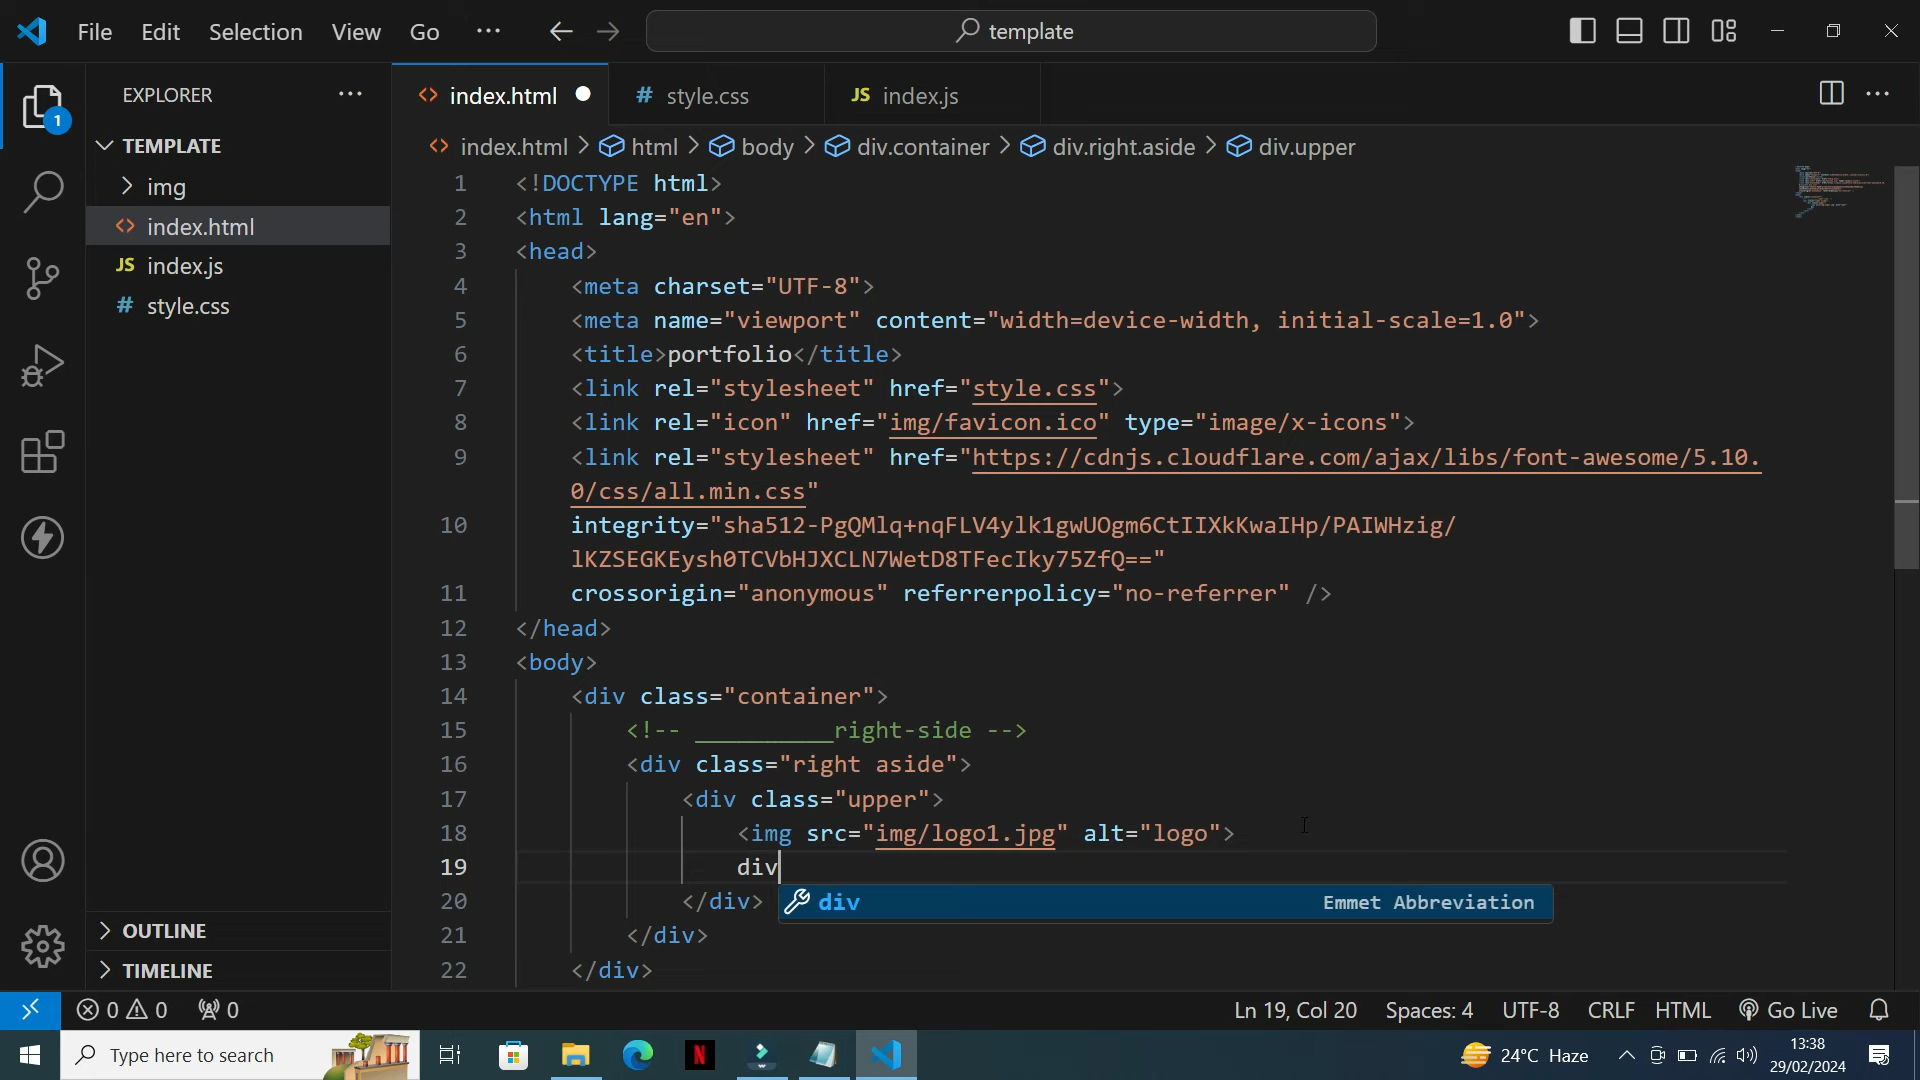 File Edit Selection View Go ··· template
EXPLORER ···
index.html style.css JS index.js
TEMPLATE
img
index.html
JS index.js
# style.css
OUTLINE
TIMELINE
index.html > html > body > div.container > div.right.aside > div.upper
1 <!DOCTYPE html>
2 <html lang="en">
3 <head>
4 <meta charset="UTF-8">
5 <meta name="viewport" content="width=device-width, initial-scale=1.0">
6 <title>portfolio</title>
7 <link rel="stylesheet" href="style.css">
8 <link rel="icon" href="img/favicon.ico" type="image/x-icons">
9 <link rel="stylesheet" href="https://cdnjs.cloudflare.com/ajax/libs/font-awesome/5.10.
0/css/all.min.css"
10 integrity="sha512-PgQMlq+nqFLV4ylk1gwUOgm6CtIIXkKwaIHp/PAIWHzig/
lKZSEGKEysh0TCVbHJXCLN7WetD8TFecIky75ZfQ=="
11 crossorigin="anonymous" referrerpolicy="no-referrer" />
12 </head>
13 <body>
14 <div class="container">
15 <!-- __________right-side -->
16 <div class="right aside">
17 <div class="upper">
18 <img src="img/logo1.jpg" alt="logo">
19 div
20 </div> div Emmet Abbreviation
21 </div>
22 </div>
0 0 0 Ln 19, Col 20 Spaces: 4 UTF-8 CRLF HTML Go Live
Type here to search 24°C Haze 13:38
29/02/2024